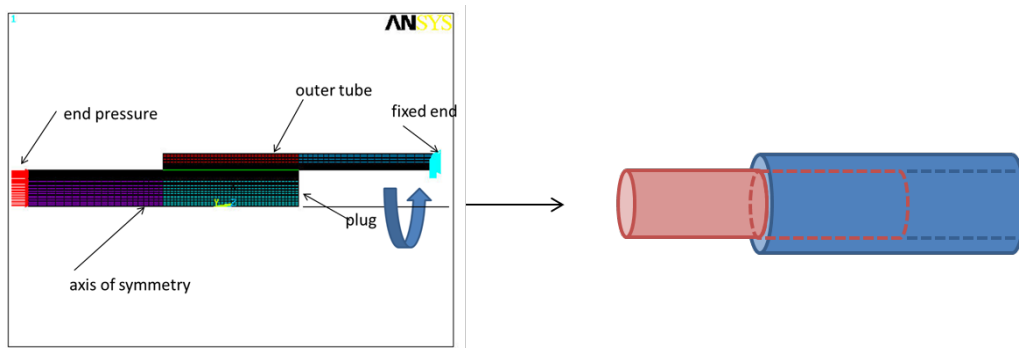 1
ANSYS
outer tube
end pressure
fixed end
plug
axis of symmetry